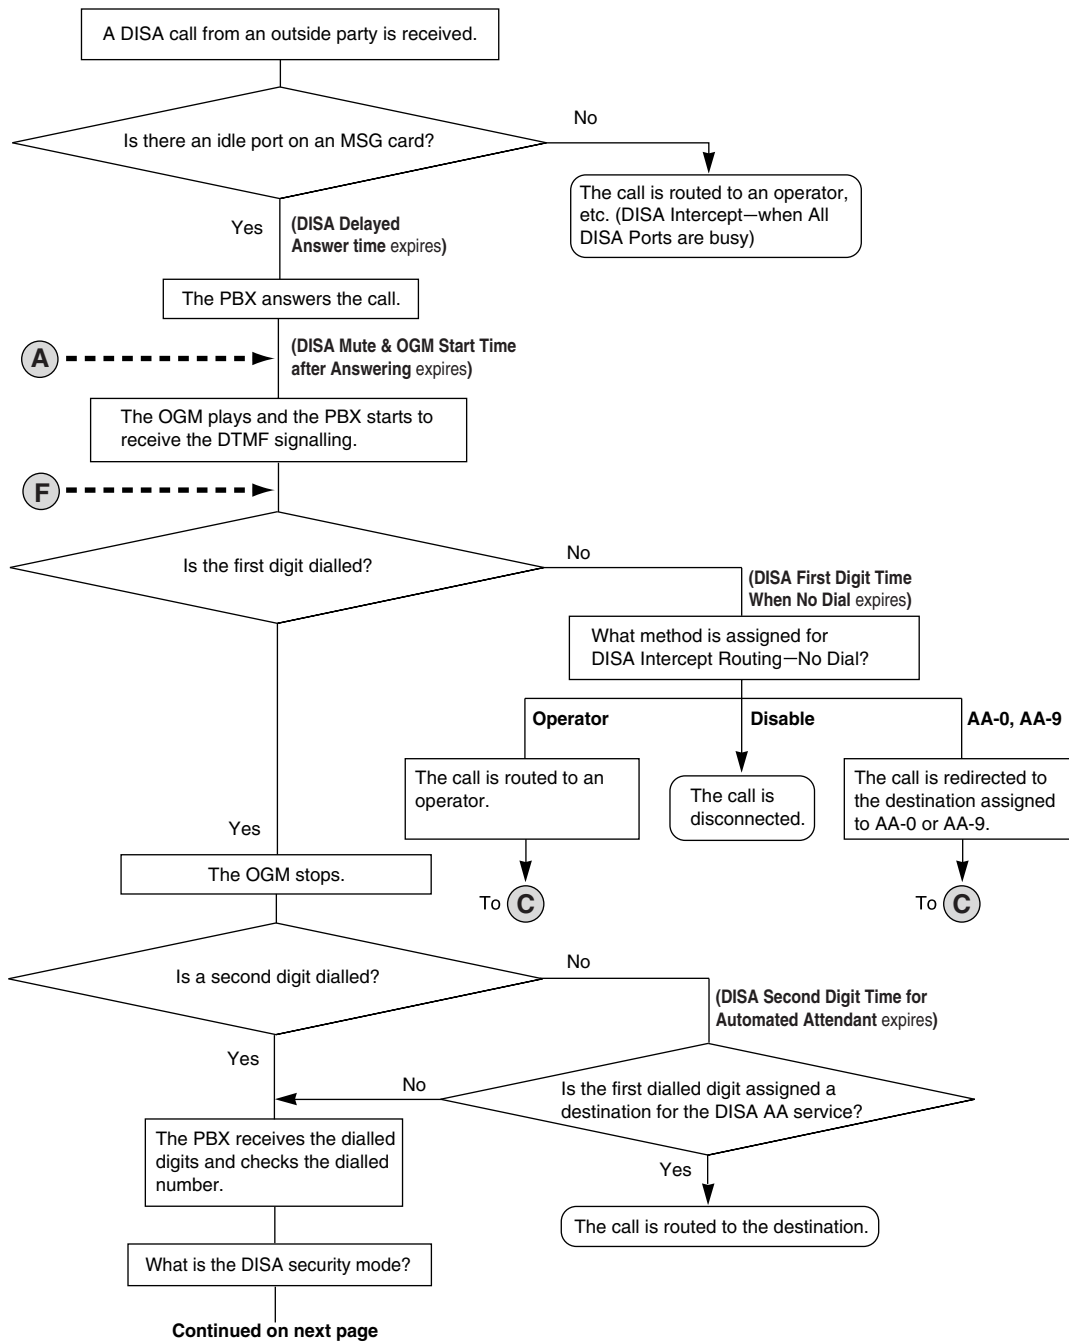 A DISA call from an outside party is received.
Is there an idle port on an MSG card?
No
The call is routed to an operator,
etc. (DISA Intercept—when All
DISA Ports are busy)
Yes
(DISA Delayed
Answer time expires)
The PBX answers the call.
A
(DISA Mute & OGM Start Time
after Answering expires)
The OGM plays and the PBX starts to
receive the DTMF signalling.
F
Is the first digit dialled?
No
(DISA First Digit Time
When No Dial expires)
What method is assigned for
DISA Intercept Routing—No Dial?
Operator
Disable
AA-0, AA-9
The call is routed to an
operator.
The call is
disconnected.
The call is redirected to
the destination assigned
to AA-0 or AA-9.
Yes
The OGM stops.
To C
To C
Is a second digit dialled?
No
(DISA Second Digit Time for
Automated Attendant expires)
Yes
No
Is the first dialled digit assigned a
destination for the DISA AA service?
The PBX receives the dialled
digits and checks the dialled
number.
Yes
The call is routed to the destination.
What is the DISA security mode?
Continued on next page